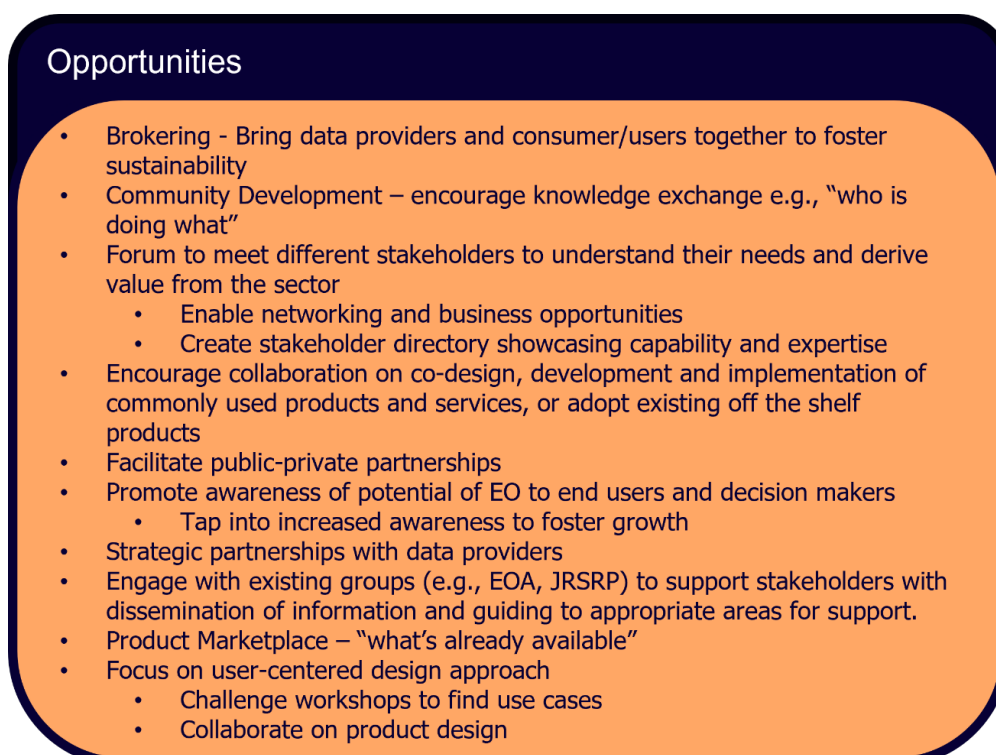 Opportunities
• Brokering - Bring data providers and consumer/users together to foster
sustainability
• Community Development – encourage knowledge exchange e.g., “who is
doing what”
• Forum to meet different stakeholders to understand their needs and derive
value from the sector
• Enable networking and business opportunities
• Create stakeholder directory showcasing capability and expertise
• Encourage collaboration on co-design, development and implementation of
commonly used products and services, or adopt existing off the shelf
products
• Facilitate public-private partnerships
• Promote awareness of potential of EO to end users and decision makers
• Tap into increased awareness to foster growth
• Strategic partnerships with data providers
• Engage with existing groups (e.g., EOA, JRSRP) to support stakeholders with
dissemination of information and guiding to appropriate areas for support.
• Product Marketplace – “what’s already available”
• Focus on user-centered design approach
• Challenge workshops to find use cases
• Collaborate on product design